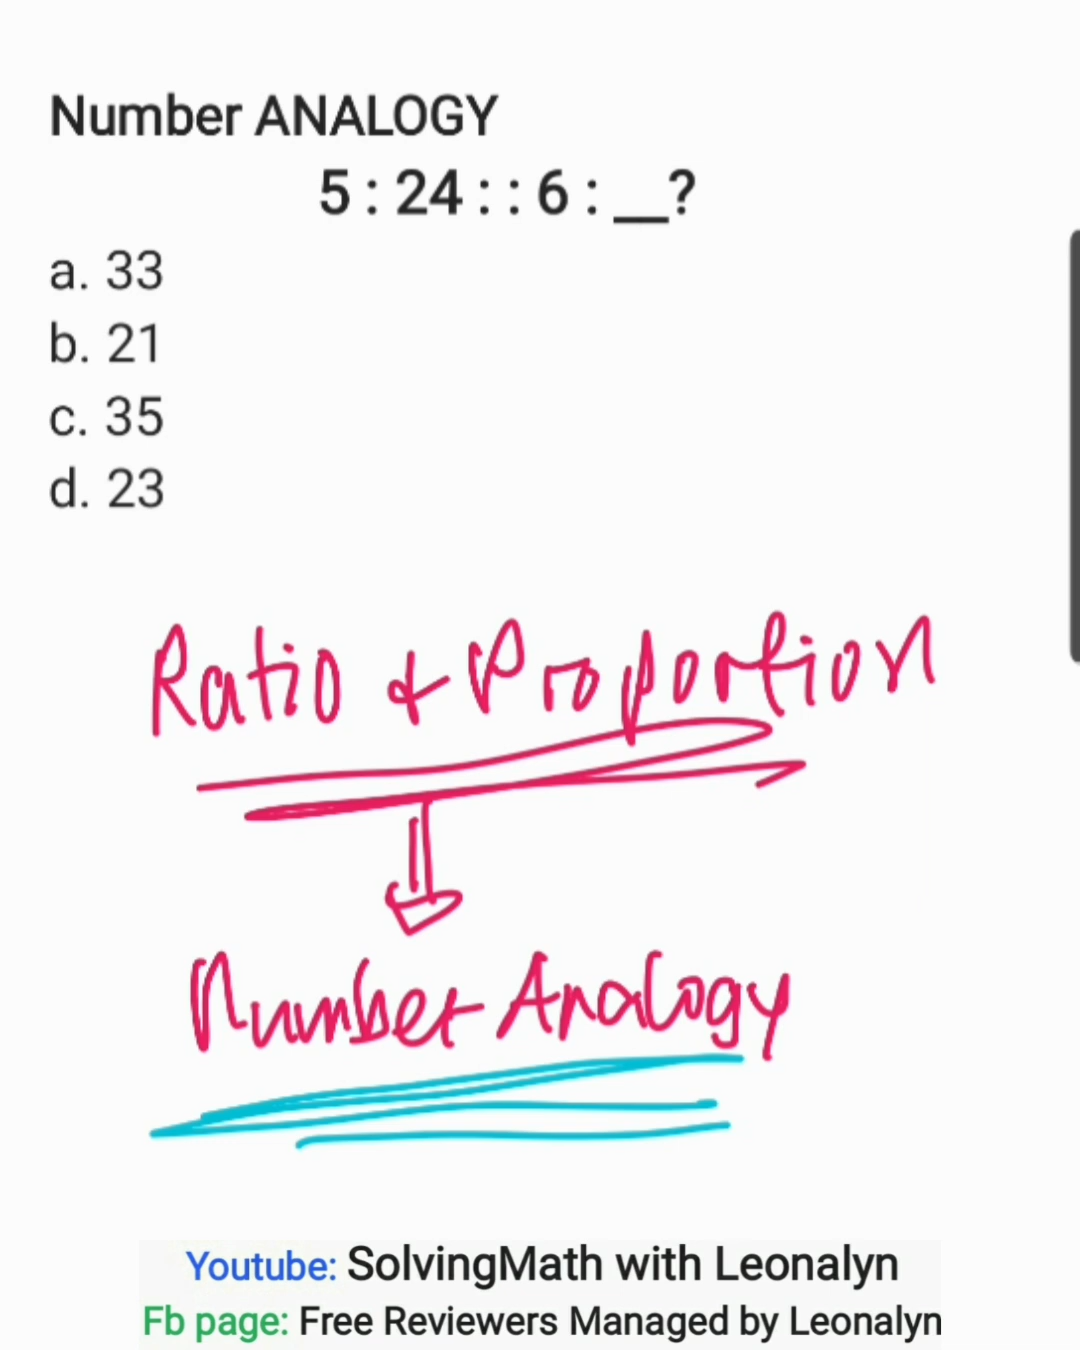 Number ANALOGY
5 : 24 : : 6 : __?
a. 33
b. 21
c. 35
d. 23
Ratio & Proportion
Number Analogy
Youtube: SolvingMath with Leonalyn
Fb page: Free Reviewers Managed by Leonalyn